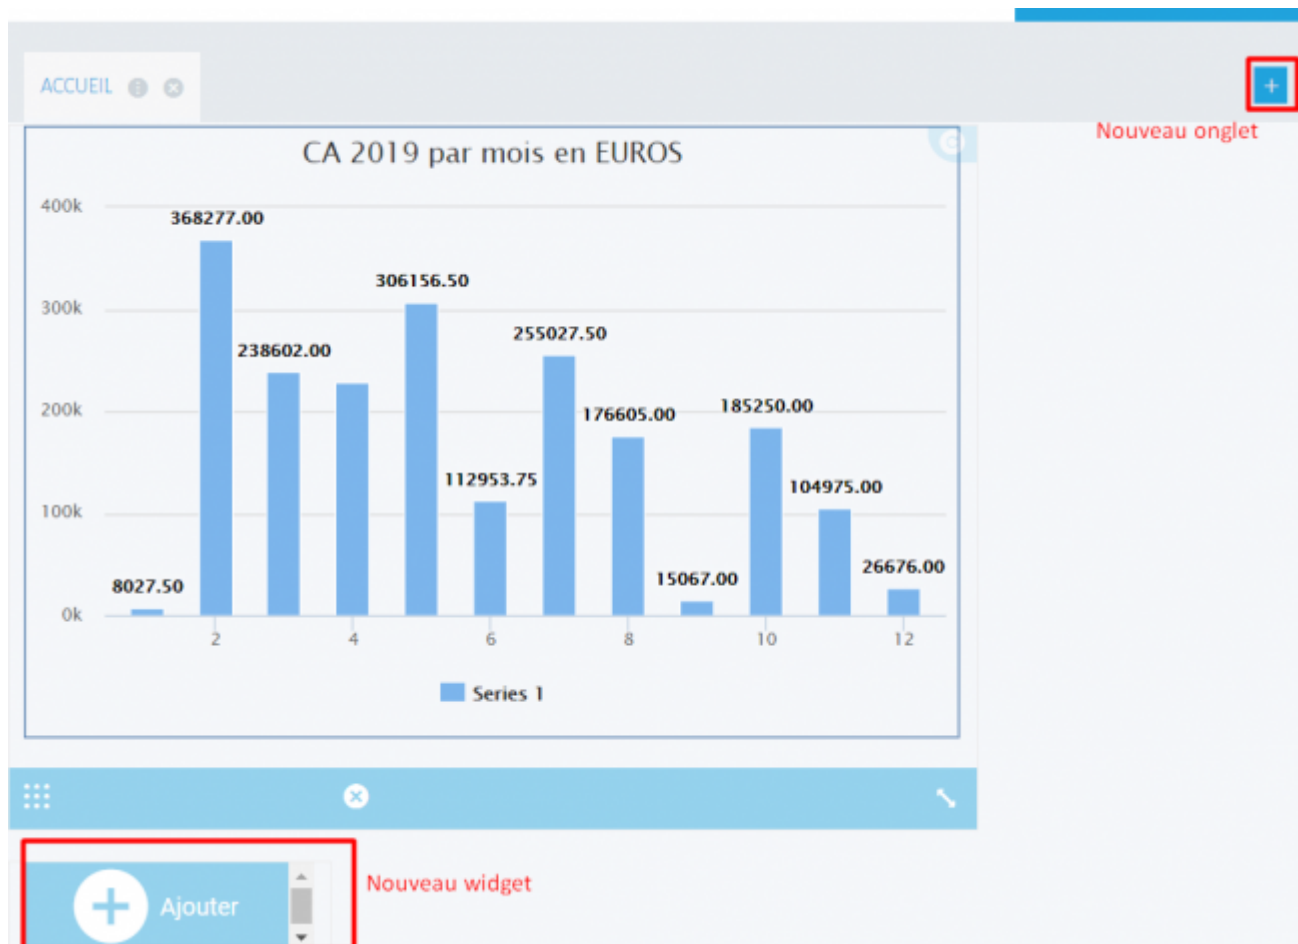 ACCUEIL
+
Nouveau onglet
CA 2019 par mois en EUROS
400k
368277.00
306156.50
300k
255027.50
238602.00
200k
176605.00
185250.00
112953.75
104975.00
100k
15067.00
26676.00
8027.50
0k
2 4 6 8 10 12
Series 1
Nouveau widget
+ Ajouter